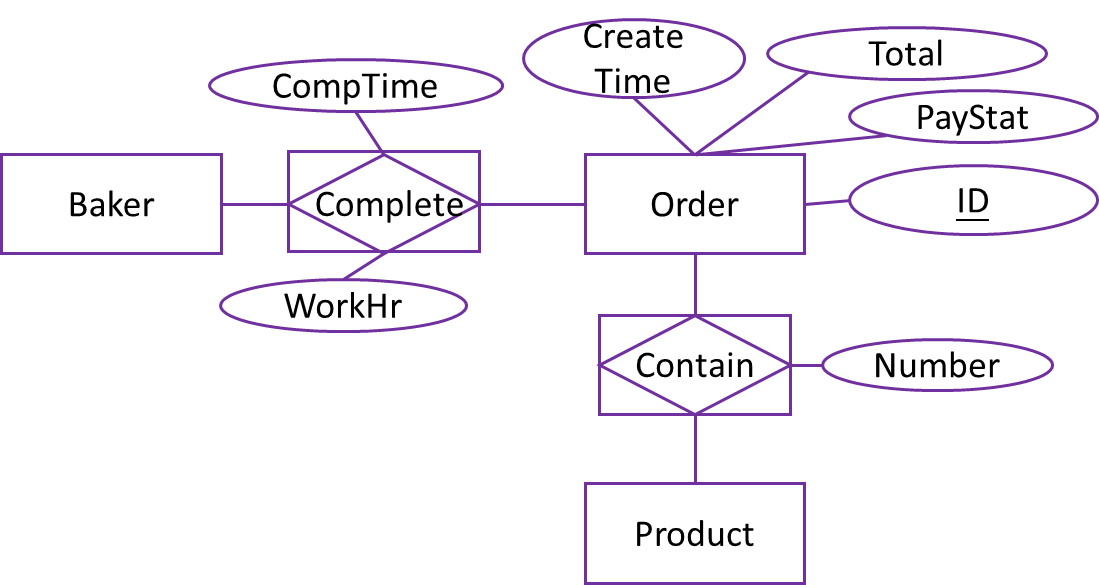 Create
Time
Total
CompTime
PayStat
Baker
Complete
Order
ID
WorkHr
Contain
Number
Product